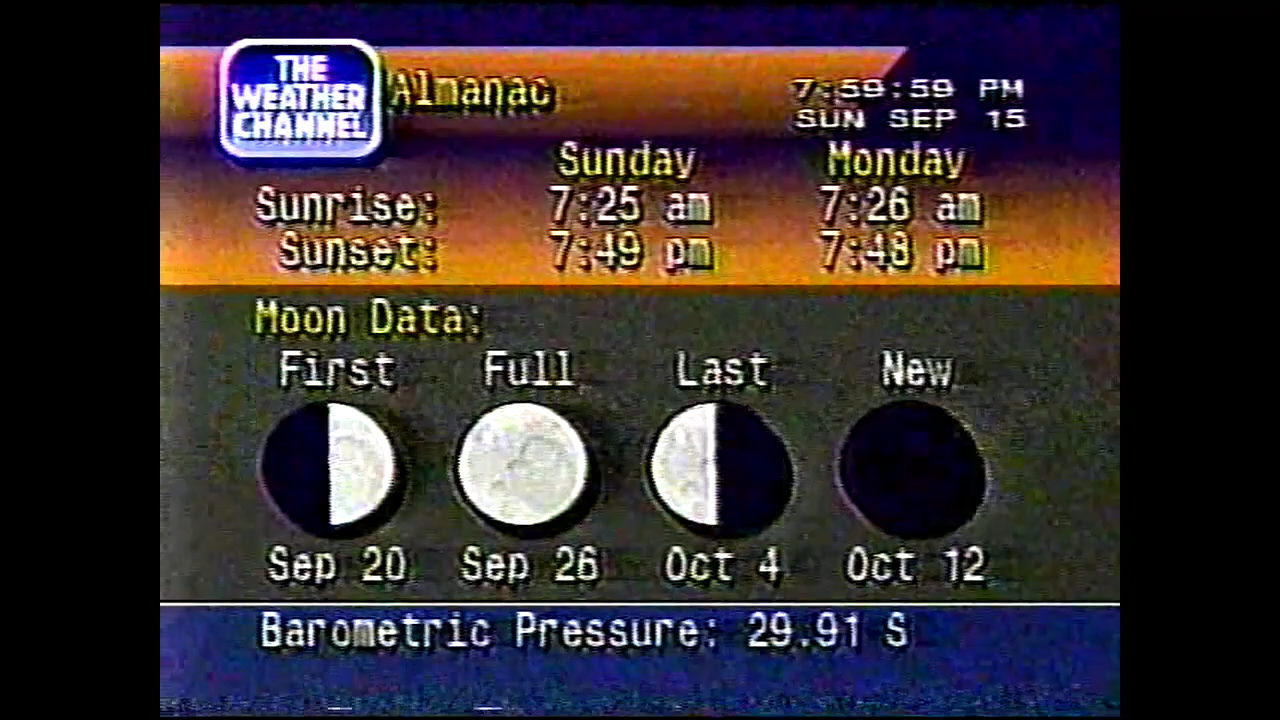 THE
WEATHER
CHANNEL
Almanac
7:59:59 PM
SUN SEP 15
Sunday Monday
Sunrise: 7:25 am 7:26 am
Sunset: 7:49 pm 7:48 pm
Moon Data:
First Full Last New
Sep 20 Sep 26 Oct 4 Oct 12
Barometric Pressure: 29.91 S